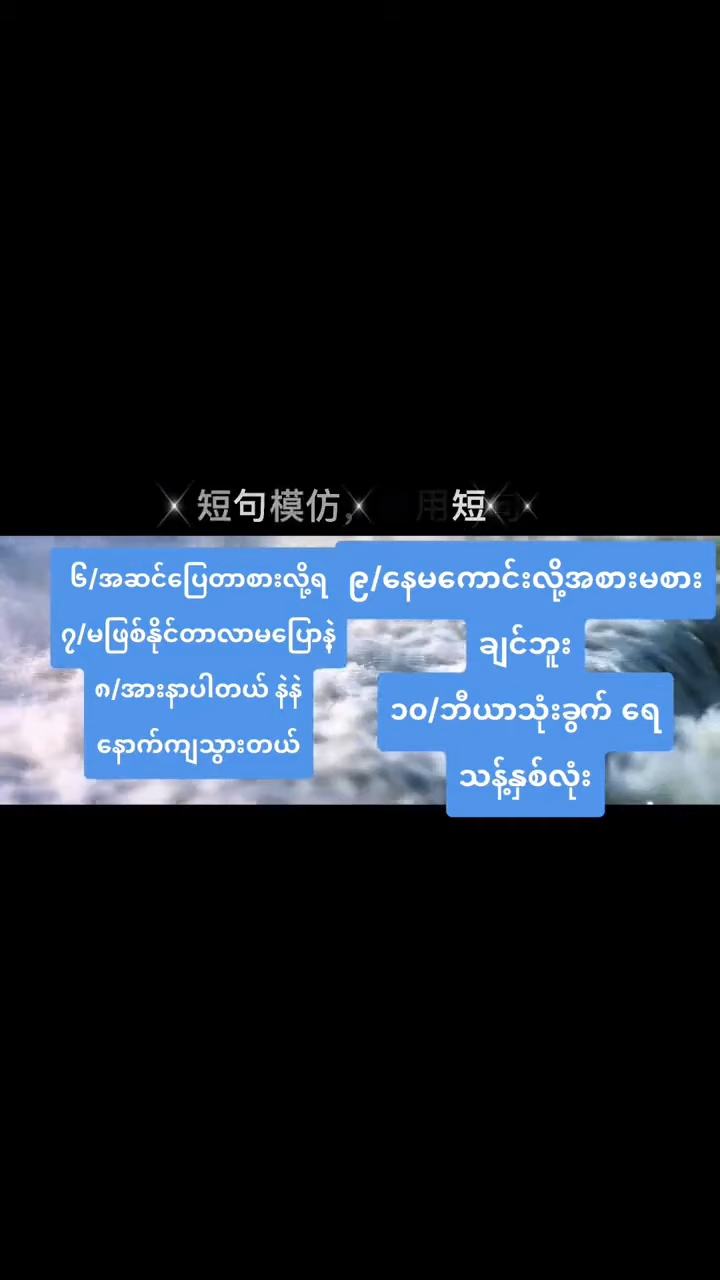 短句模仿, 用短句
၆/အဆင်ပြေတာစားလို့ရ
၇/မဖြစ်နိုင်တာလာမပြောနဲ့
၈/အားနာပါတယ် နဲနဲ
နောက်ကျသွားတယ်
၉/နေမကောင်းလို့အစားမစား
ချင်ဘူး
၁၀/ဘီယာသုံးခွက် ရေ
သန့်နှစ်လုံး